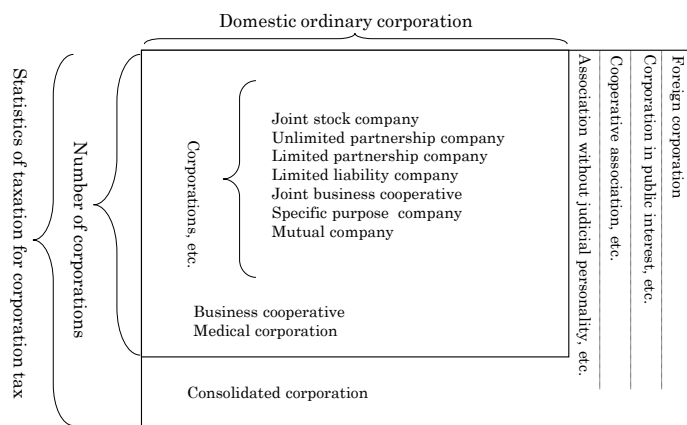 Domestic ordinary corporation
Statistics of taxation for corporation tax
Number of corporations
Corporations, etc.
Joint stock company
Unlimited partnership company
Limited partnership company
Limited liability company
Joint business cooperative
Specific purpose company
Mutual company
Business cooperative
Medical corporation
Consolidated corporation
Association without judicial personality, etc.
Cooperative association, etc.
Corporation in public interest, etc.
Foreign corporation